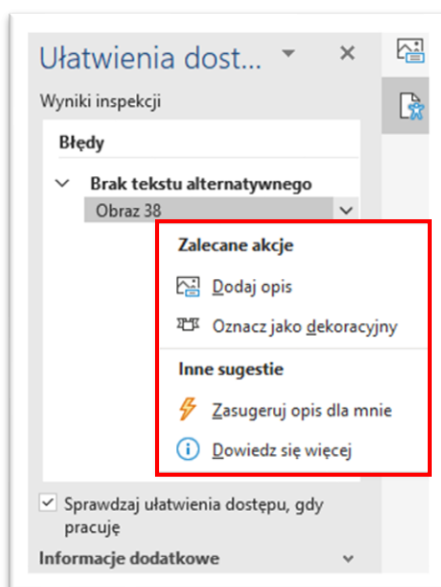 Ułatwienia dost...
Wyniki inspekcji
Błędy
Brak tekstu alternatywnego
Obraz 38
Zalecane akcje
Dodaj opis
Oznacz jako dekoracyjny
Inne sugestie
Zasugeruj opis dla mnie
Dowiedz się więcej
Sprawdzaj ułatwienia dostępu, gdy
pracuję
Informacje dodatkowe